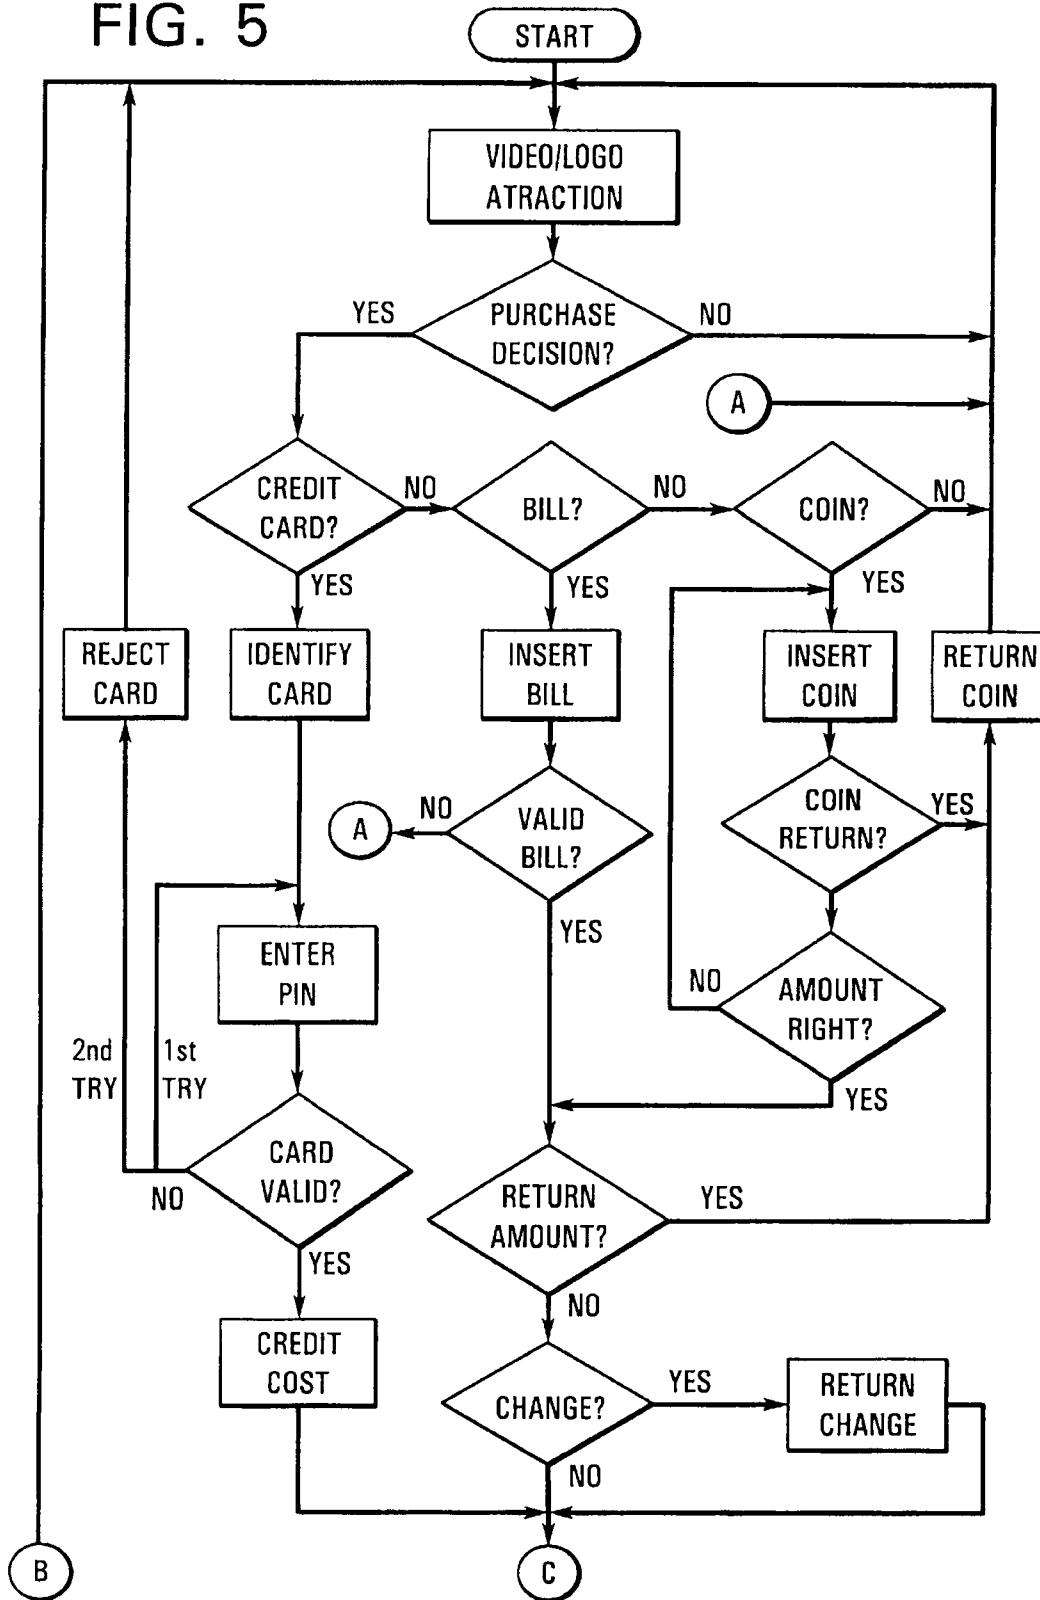 FIG. 5
START
VIDEO/LOGO
ATRACTION
YES
PURCHASE
DECISION?
NO
A
CREDIT
CARD?
NO
BILL?
NO
COIN?
NO
YES
YES
YES
REJECT
CARD
IDENTIFY
CARD
INSERT
BILL
INSERT
COIN
RETURN
COIN
A
NO
VALID
BILL?
COIN
RETURN?
YES
YES
ENTER
PIN
NO
AMOUNT
RIGHT?
2nd
TRY
1st
TRY
YES
CARD
VALID?
NO
RETURN
AMOUNT?
YES
YES
NO
CREDIT
COST
CHANGE?
YES
RETURN
CHANGE
NO
B
C